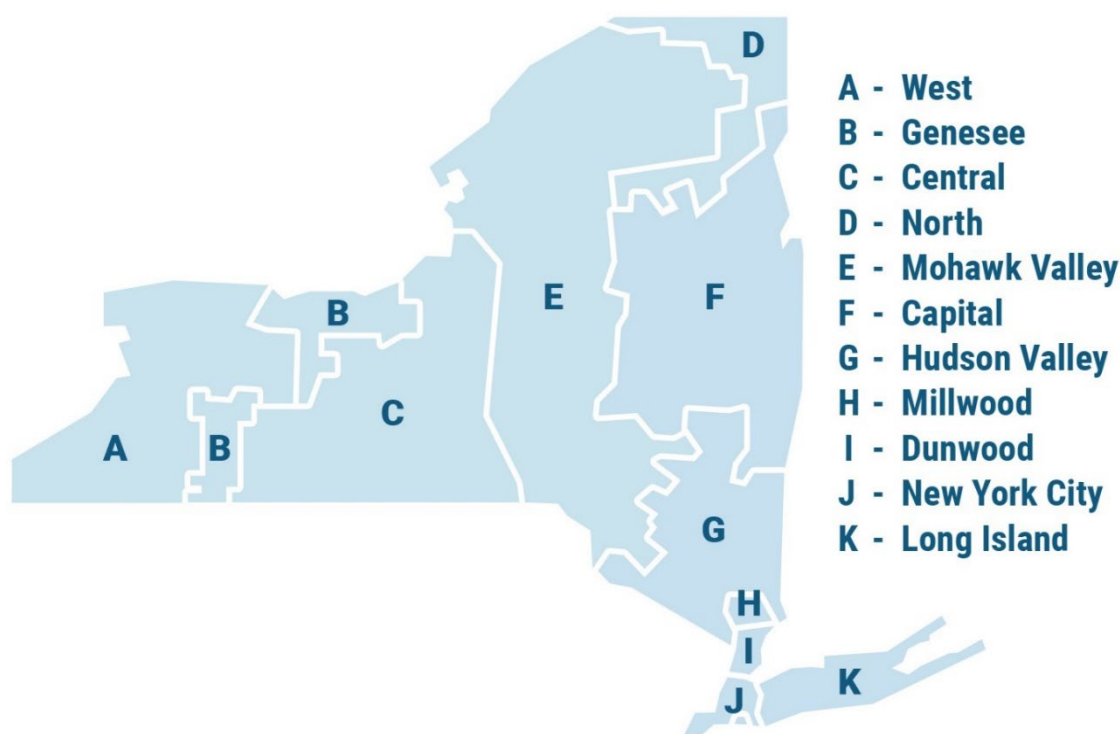 D
A - West
B - Genesee
C - Central
D - North
E - Mohawk Valley
F - Capital
G - Hudson Valley
H - Millwood
I - Dunwood
J - New York City
K - Long Island
B
E
F
A
B
C
G
H
I
J
K